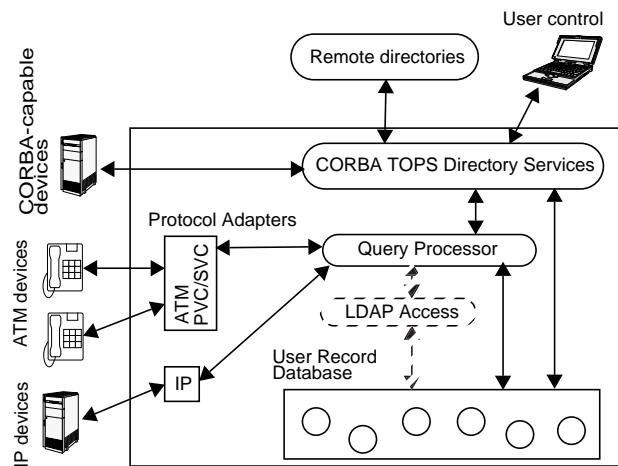 User control
Remote directories
CORBA-capable
devices
CORBA TOPS Directory Services
Protocol Adapters
ATM
PVC/SVC
Query Processor
ATM devices
LDAP Access
User Record
Database
IP
IP devices